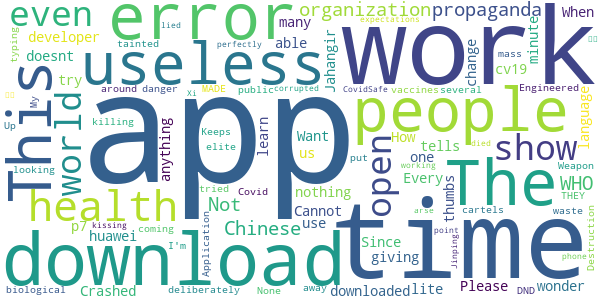 app
time
work
download
This
error
useless
people
The
health
even
show
open
world
Not
WHO
Chinese
organization
propaganda
developer
doesnt
try
many
able
Jahangir
minute
change
cv19
When
language
tainted
typing
lied
perfectly
expectations
mass
Engineered
around
danger
MADE
public
corrupted
CovidSafe
vaccines
several
My
Up
killing
Xi
Keeps
elite
looking
anything
learn
Want
us
How
tells
one
Every
put
nothing
Cannot
use
working
died
Weapon
THEY
cartels
waste
thumbs
tried
Covid
kissing
p7
coming
huawei
Application
I'm
Since
giving
arse
point
Jinping
Destruction
phone
biological
Crashed
deliberately
None
away
downloaded
lite
Please
DND
wonder